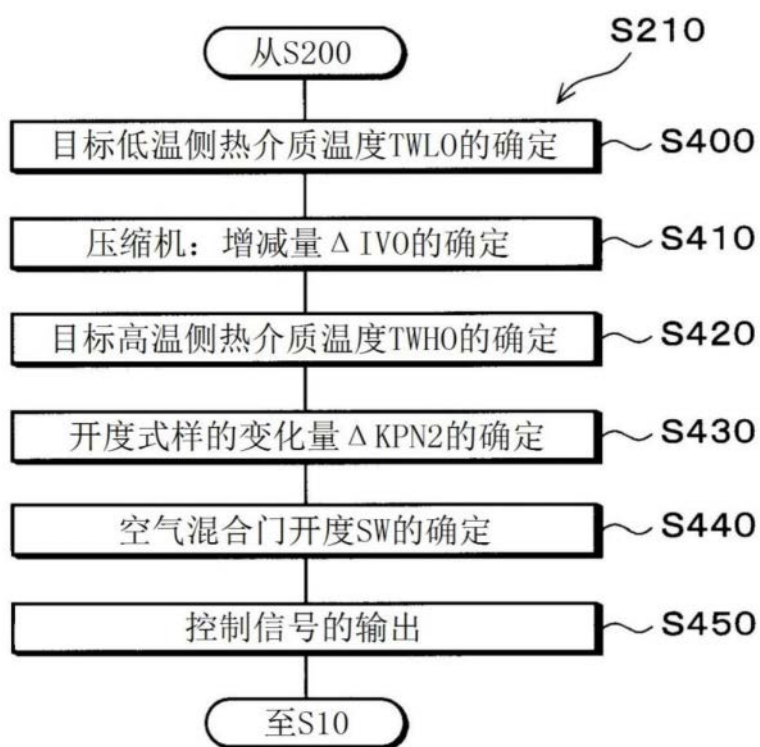 S210
从S200
目标低温侧热介质温度TWLO的确定 S400
压缩机：增减量ΔIVO的确定 S410
目标高温侧热介质温度TWHO的确定 S420
开度式样的变化量ΔKPN2的确定 S430
空气混合门开度SW的确定 S440
控制信号的输出 S450
至S10